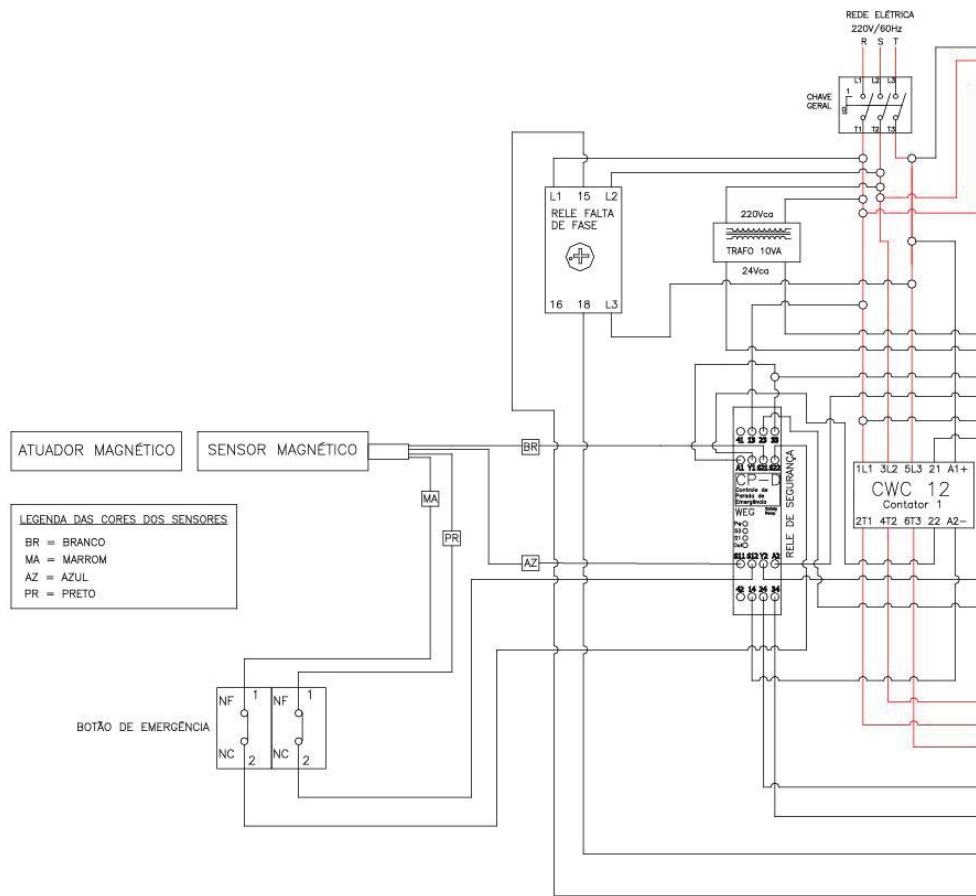 REDE ELÉTRICA
220V/60Hz
R S T
L1 L2 L3
1
CHAVE
GERAL
T1 T2 T3
L1 15 L2
RELE FALTA
DE FASE
16 18 L3
220Vca
TRAFO 10VA
24Vca
ATUADOR MAGNÉTICO
SENSOR MAGNÉTICO
BR
MA
PR
AZ
LEGENDA DAS CORES DOS SENSORES
BR = BRANCO
MA = MARROM
AZ = AZUL
PR = PRETO
41 13 23 33
A1 Y1 S21 S22
CP-D
Controle de
Parada de
Emergência
WEG
Safety
Relay
S11 S12 Y2 A2
42 14 24 34
RELE DE SEGURANÇA
1L1 3L2 5L3 21 A1+
CWC 12
Contator 1
2T1 4T2 6T3 22 A2-
BOTÃO DE EMERGÊNCIA
NF 1 NF 1
NC 2 NC 2